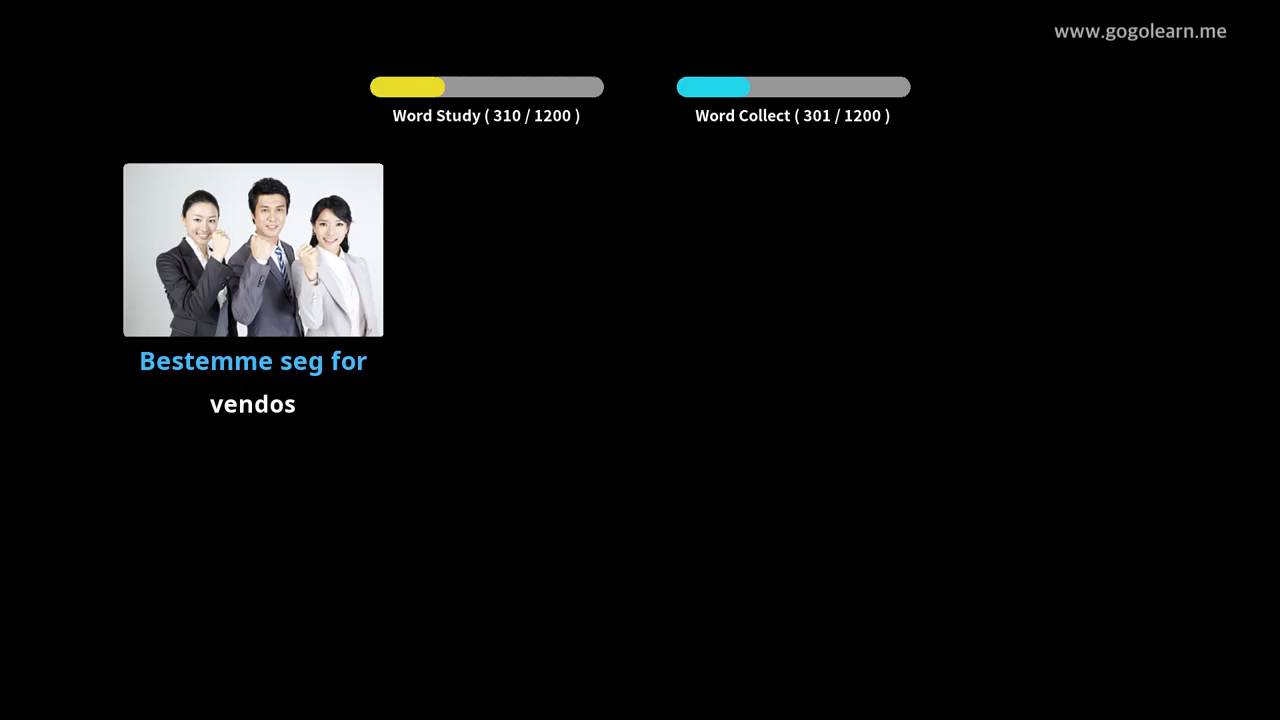 www.gogolearn.me
Word Study ( 310 / 1200 )
Word Collect ( 301 / 1200 )
Bestemme seg for
vendos